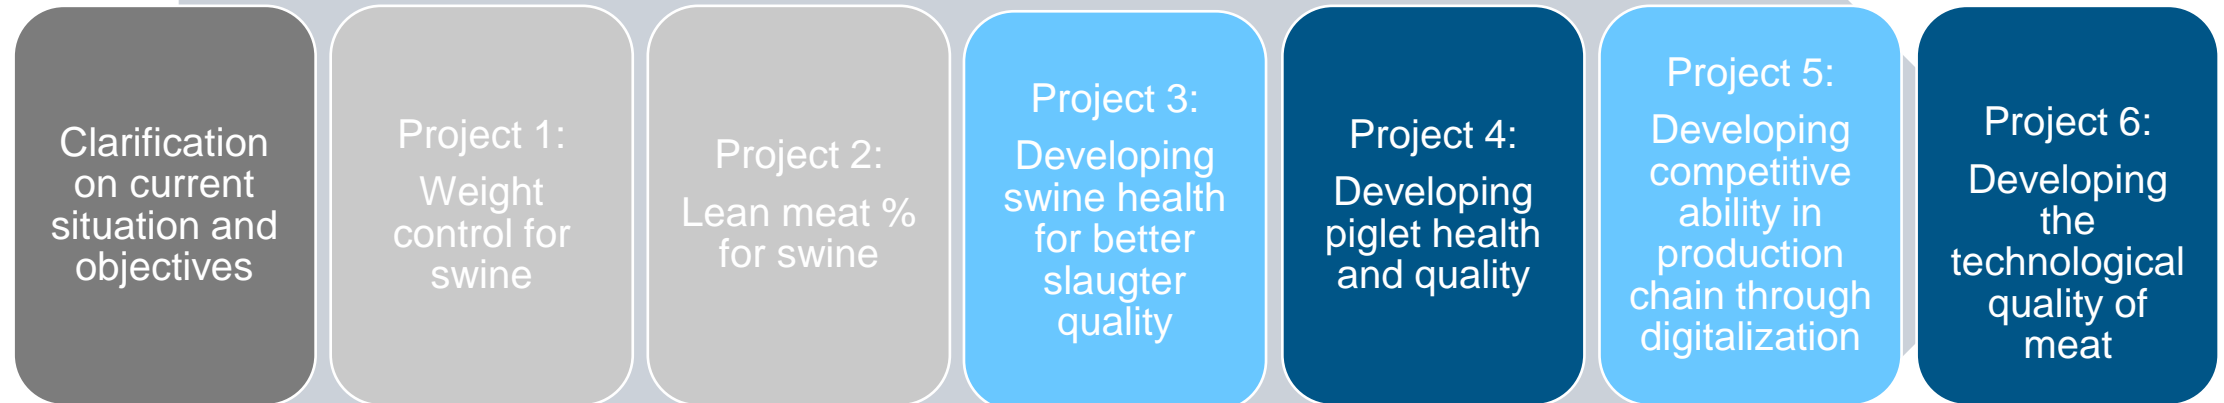 Clarification
on current
situation and
objectives
Project 1:
Weight
control for
swine
Project 2:
Lean meat %
for swine
Project 3:
Developing
swine health
for better
slaugter
quality
Project 4:
Developing
piglet health
and quality
Project 5:
Developing
competitive
ability in
production
chain through
digitalization
Project 6:
Developing
the
technological
quality of
meat